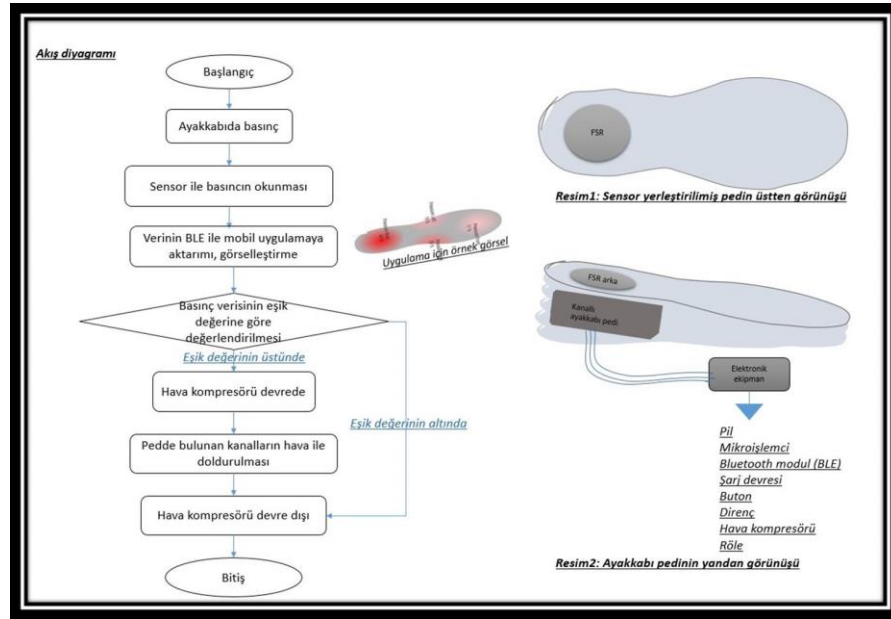 Akış diyagramı
Başlangıç
Ayakkabıda basınç
Sensor ile basıncın okunması
Verinin BLE ile mobil uygulamaya
aktarımı, görselleştirme
Uygulama için örnek görsel
Basınç verisinin eşik
değerine göre
değerlendirilmesi
Eşik değerinin üstünde
Hava kompresörü devrede
Eşik değerinin altında
Pedde bulunan kanalların hava ile
doldurulması
Hava kompresörü devre dışı
Bitiş
FSR
Resim1: Sensor yerleştirilimiş pedin üstten görünüşü
FSR arka
Kanallı
ayakkabı pedi
Elektronik
ekipman
Pil
Mikroişlemci
Bluetooth modul (BLE)
Şarj devresi
Buton
Direnç
Hava kompresörü
Röle
Resim2: Ayakkabı pedinin yandan görünüşü